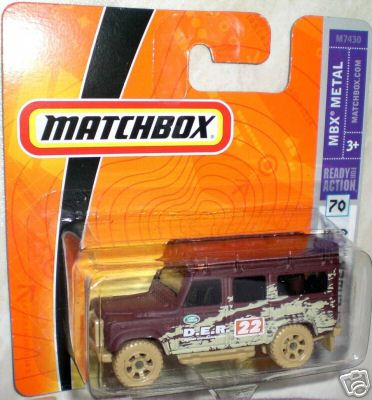 MATCHBOX
M7430
MBX® METAL
MATCHBOX.COM
3+
READY FOR
ACTION
70
D.E.R.
22